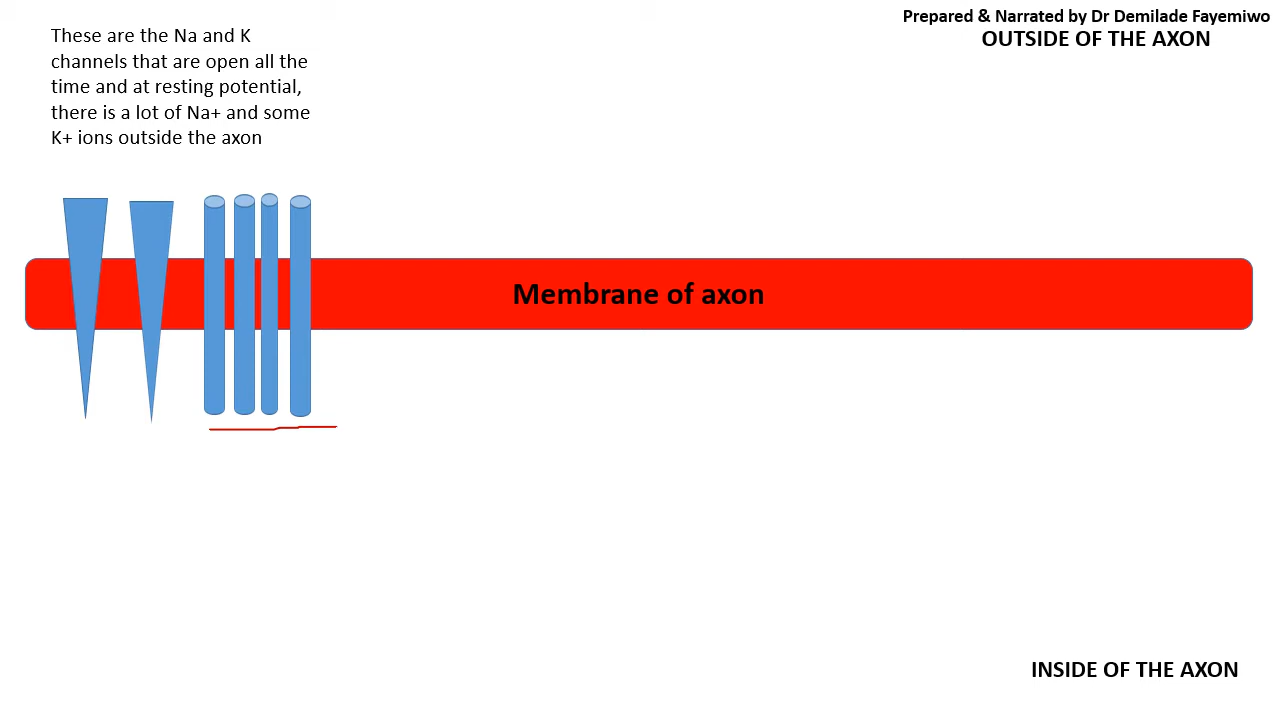 These are the Na and K
channels that are open all the
time and at resting potential,
there is a lot of Na+ and some
K+ ions outside the axon
Prepared & Narrated by Dr Demilade Fayemiwo
OUTSIDE OF THE AXON
Membrane of axon
INSIDE OF THE AXON